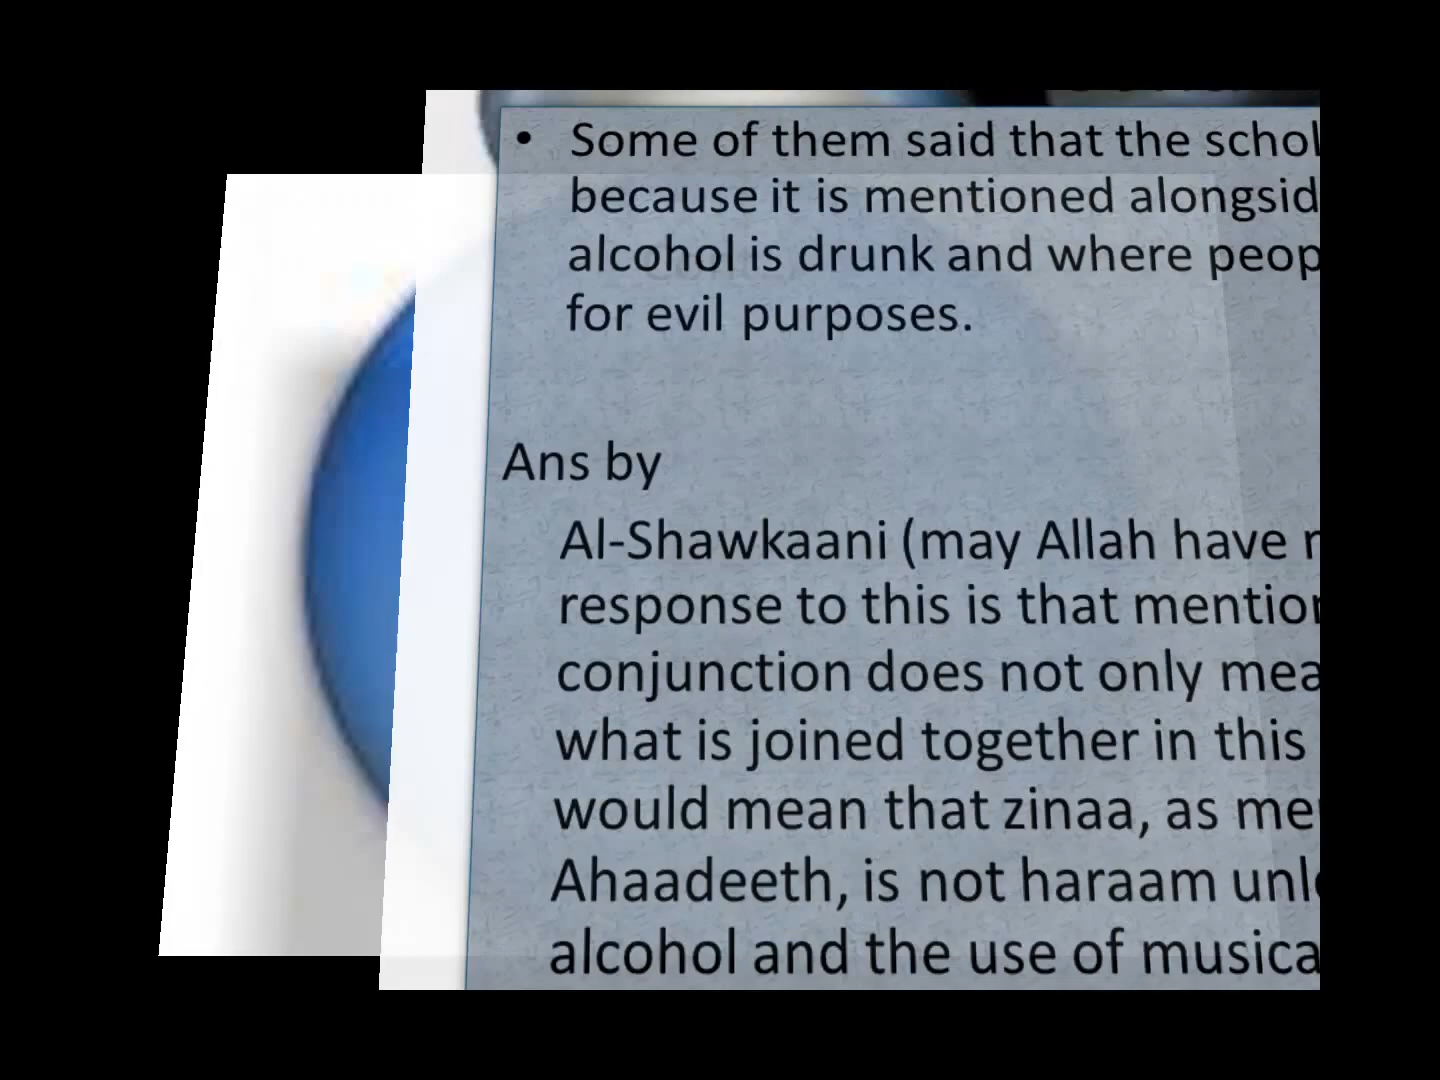 • Some of them said that the schol
because it is mentioned alongsid
alcohol is drunk and where peop
for evil purposes.
Ans by
Al-Shawkaani (may Allah have
response to this is that mention
conjunction does not only mea
what is joined together in this
would mean that zinaa, as me
Ahaadeeth, is not haraam unl
alcohol and the use of musica